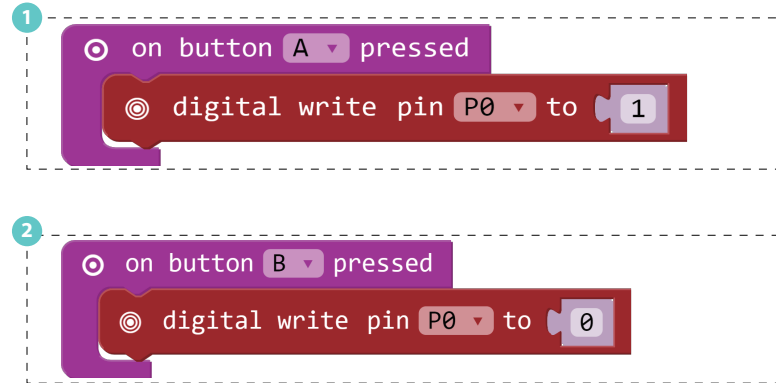 1
on button A pressed
digital write pin P0 to 1
2
on button B pressed
digital write pin P0 to 0